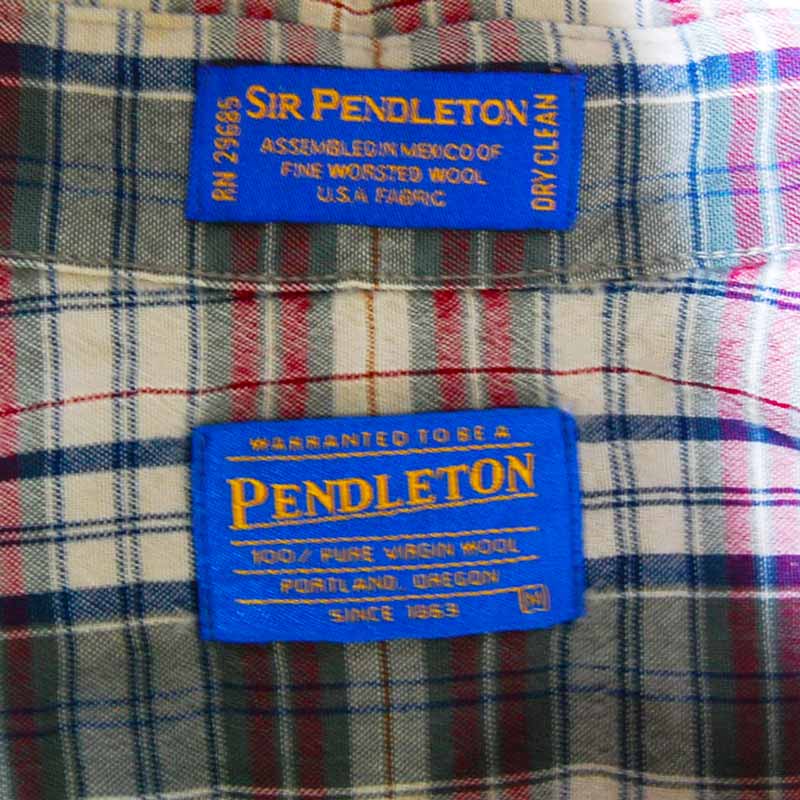 SIR PENDLETON
ASSEMBLED IN MEXICO OF
FINE WORSTED WOOL
U.S.A. FABRIC
RN 29685
DRY CLEAN
WARRANTED TO BE A
PENDLETON
100% PURE VIRGIN WOOL
PORTLAND, OREGON
SINCE 1863
M